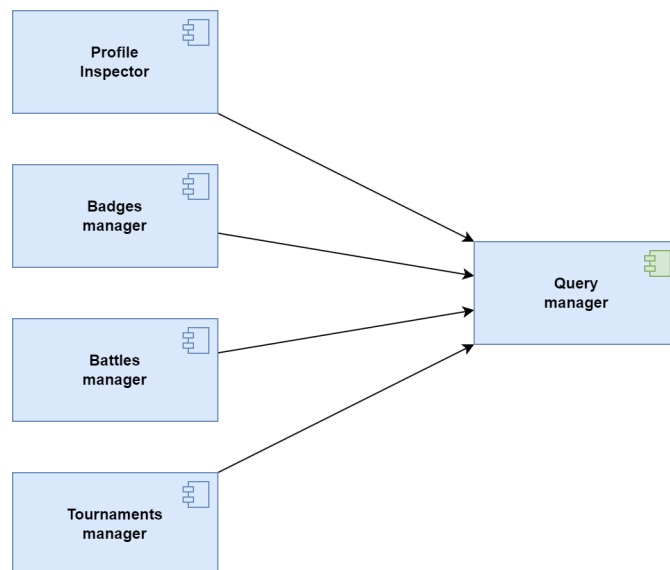 Profile
Inspector
Badges
manager
Battles
manager
Tournaments
manager
Query
manager